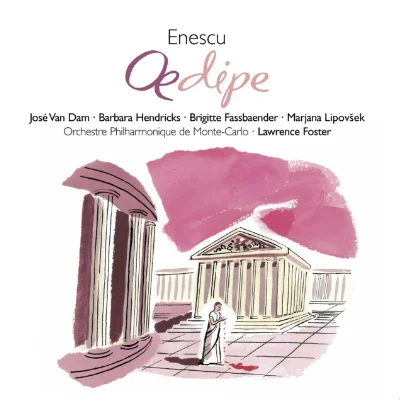 Enescu
Oedipe
José Van Dam · Barbara Hendricks · Brigitte Fassbaender · Marjana Lipovšek
Orchestre Philharmonique de Monte-Carlo · Lawrence Foster